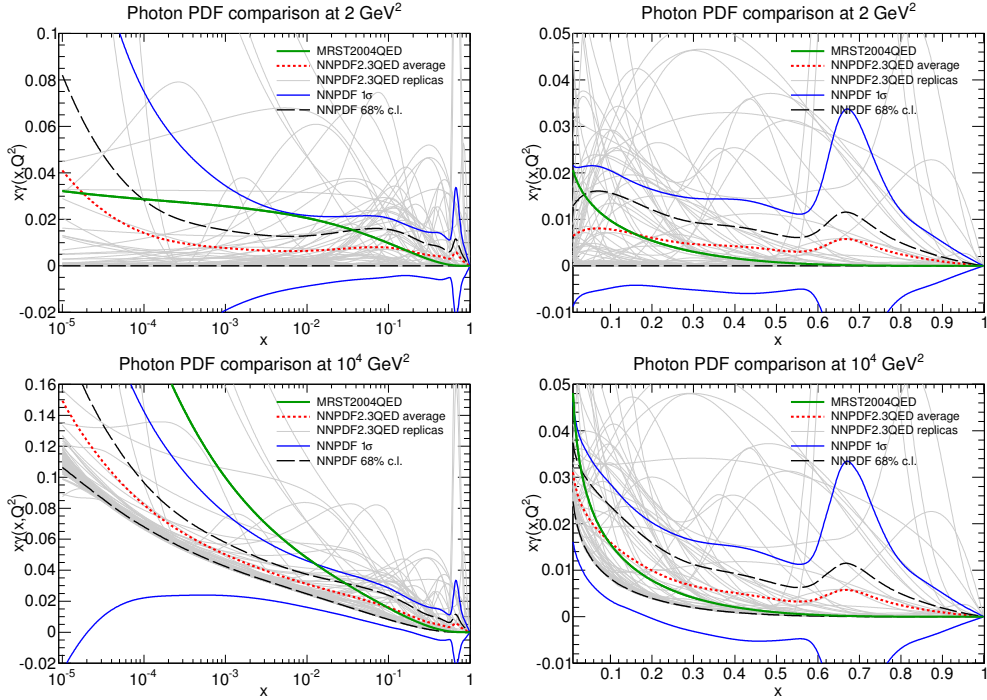 Photon PDF comparison at 2 GeV²
0.1
0.08
0.06
0.04
0.02
0
-0.02
xγ(x,Q²)
MRST2004QED
NNPDF2.3QED average
NNPDF2.3QED replicas
NNPDF 1σ
NNPDF 68% c.l.
10⁻⁵ 10⁻⁴ 10⁻³ 10⁻² 10⁻¹ 1
x
Photon PDF comparison at 2 GeV²
0.05
0.04
0.03
0.02
0.01
0
-0.01
xγ(x,Q²)
MRST2004QED
NNPDF2.3QED average
NNPDF2.3QED replicas
NNPDF 1σ
NNPDF 68% c.l.
0.1 0.2 0.3 0.4 0.5 0.6 0.7 0.8 0.9 1
x
Photon PDF comparison at 10⁴ GeV²
0.16
0.14
0.12
0.1
0.08
0.06
0.04
0.02
0
-0.02
xγ(x,Q²)
MRST2004QED
NNPDF2.3QED average
NNPDF2.3QED replicas
NNPDF 1σ
NNPDF 68% c.l.
10⁻⁵ 10⁻⁴ 10⁻³ 10⁻² 10⁻¹ 1
x
Photon PDF comparison at 10⁴ GeV²
0.05
0.04
0.03
0.02
0.01
0
-0.01
xγ(x,Q²)
MRST2004QED
NNPDF2.3QED average
NNPDF2.3QED replicas
NNPDF 1σ
NNPDF 68% c.l.
0.1 0.2 0.3 0.4 0.5 0.6 0.7 0.8 0.9 1
x